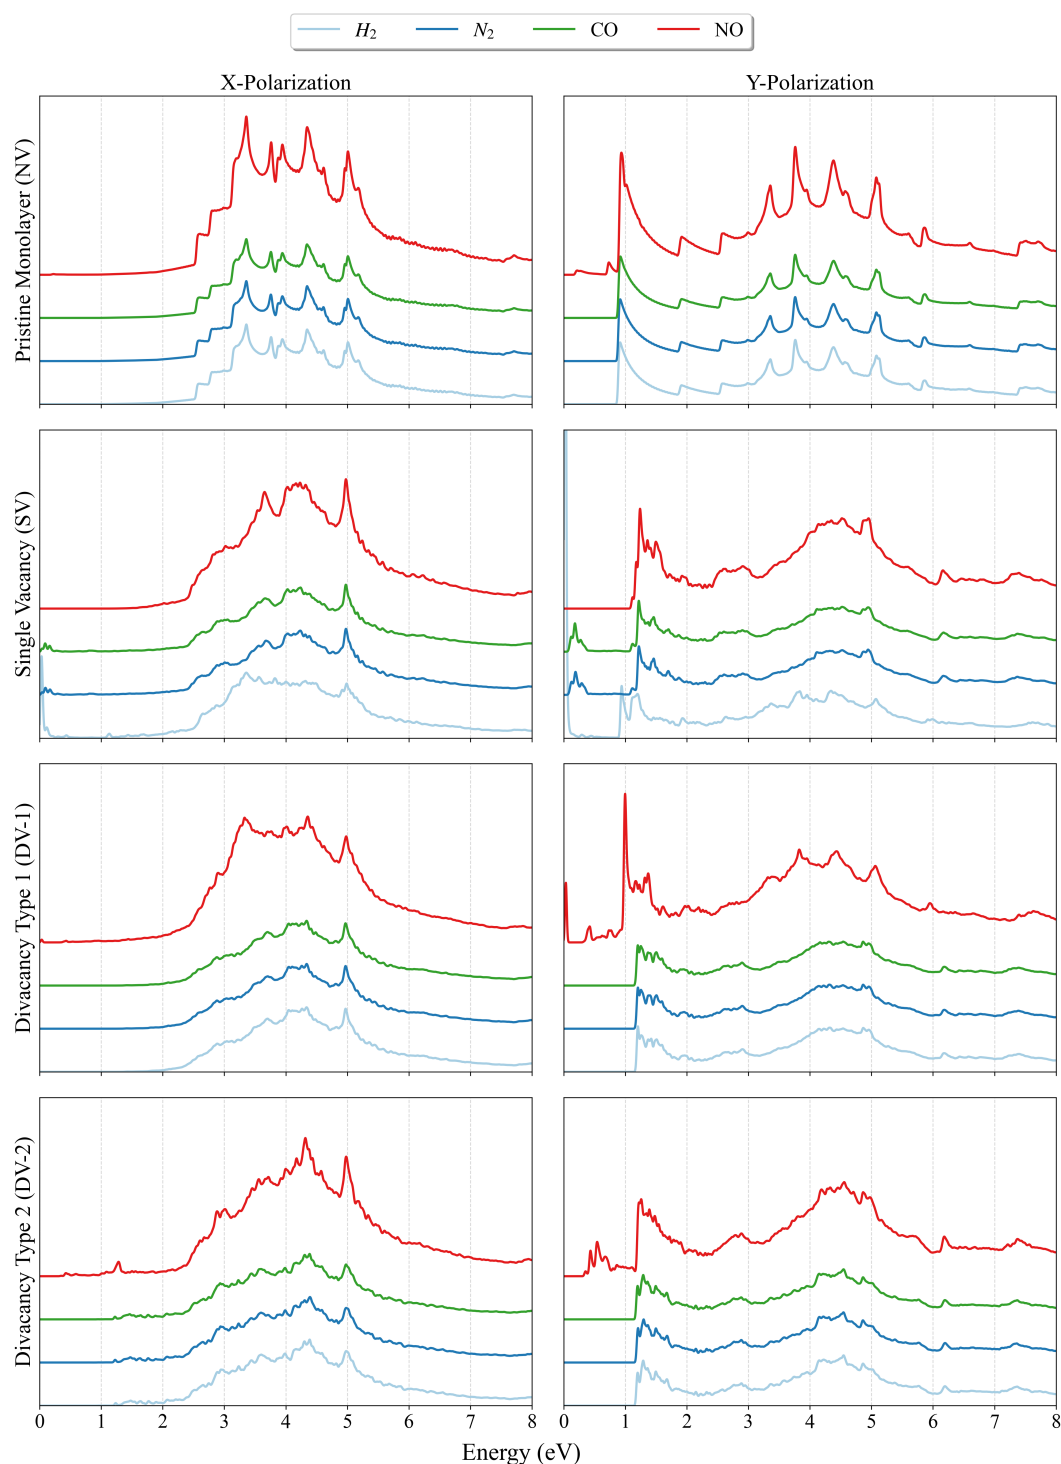 H₂ N₂ CO NO
X-Polarization Y-Polarization
Pristine Monolayer (NV)
Single Vacancy (SV)
Divacancy Type 1 (DV-1)
Divacancy Type 2 (DV-2)
0 1 2 3 4 5 6 7 8 0 1 2 3 4 5 6 7 8
Energy (eV)